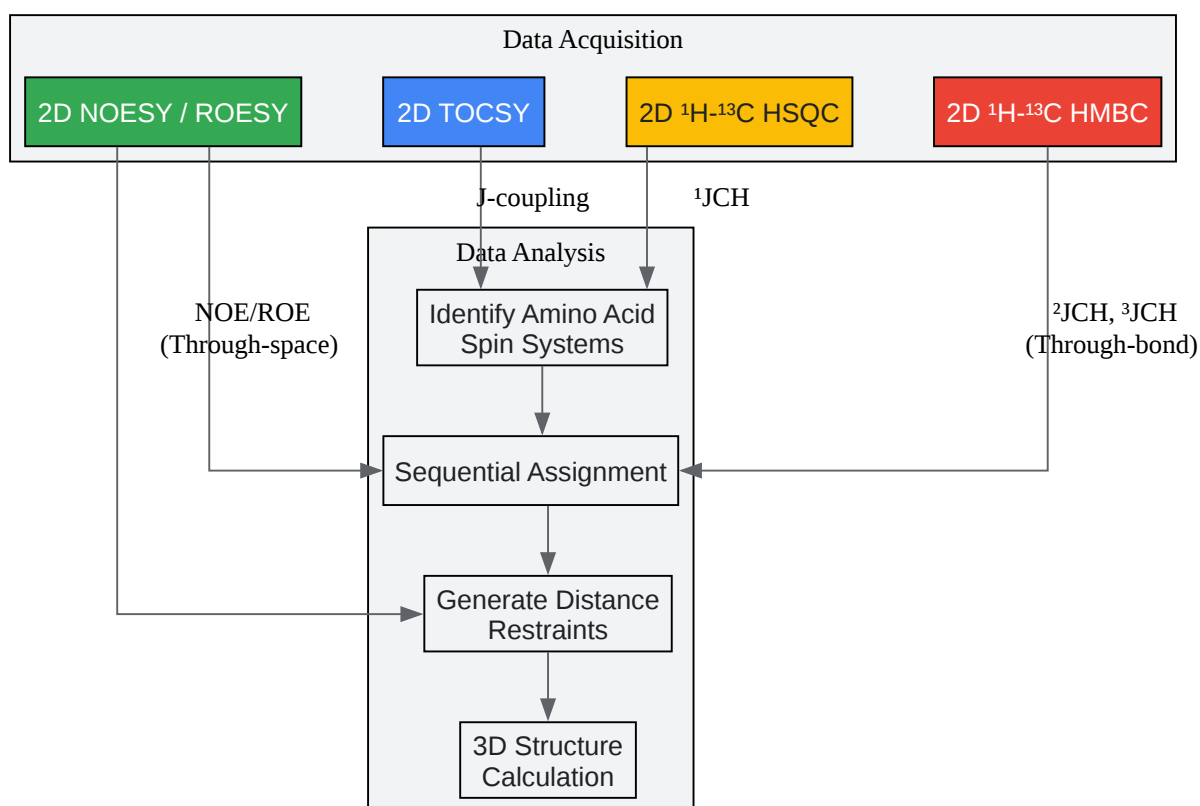 Data Acquisition
2D NOESY / ROESY
2D TOCSY
2D ¹H-¹³C HSQC
2D ¹H-¹³C HMBC
J-coupling
¹JCH
Data Analysis
NOE/ROE
(Through-space)
Identify Amino Acid
Spin Systems
²JCH, ³JCH
(Through-bond)
Sequential Assignment
Generate Distance
Restraints
3D Structure
Calculation